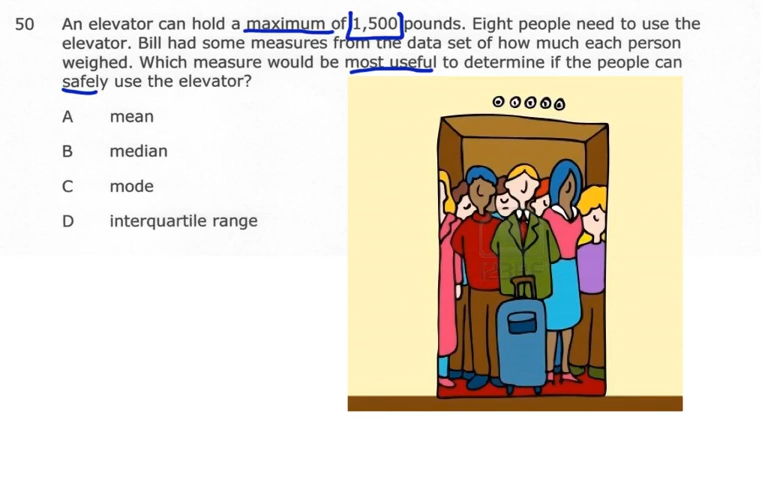 50 An elevator can hold a maximum of 1,500 pounds. Eight people need to use the
elevator. Bill had some measures from the data set of how much each person
weighed. Which measure would be most useful to determine if the people can
safely use the elevator?
A mean
B median
C mode
D interquartile range